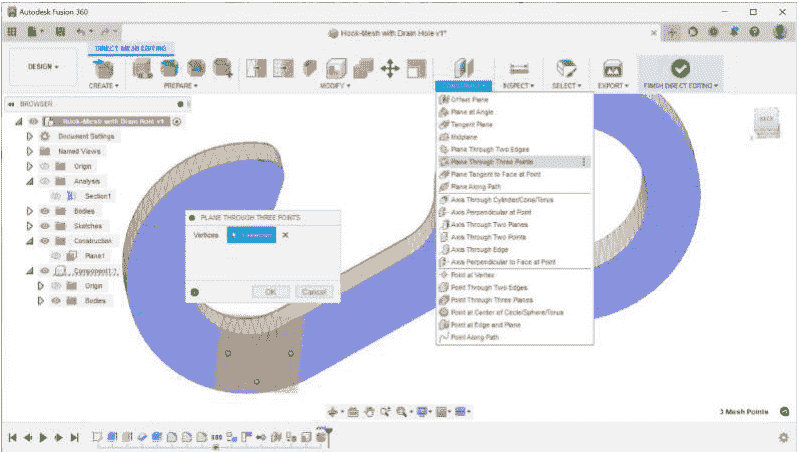 Autodesk Fusion 360
Hook-Mesh with Drain Hole v1*
DIRECT MESH EDITING
DESIGN
CREATE
PREPARE
MODIFY
INSPECT
SELECT
EXPORT
FINISH DIRECT EDITING
BROWSER
Hook-Mesh with Drain Hole v1
Document Settings
Named Views
Origin
Analysis
Section1
Bodies
Sketches
Construction
Plane1
Component1:1
Origin
Bodies
PLANE THROUGH THREE POINTS
Vertices
OK
Cancel
Offset Plane
Plane at Angle
Tangent Plane
Midplane
Plane Through Two Edges
Plane Through Three Points
Plane Tangent to Face at Point
Plane Along Path
Axis Through Cylinder/Cone/Torus
Axis Perpendicular at Point
Axis Through Two Planes
Axis Through Two Points
Axis Through Edge
Axis Perpendicular to Face at Point
Point at Vertex
Point Through Two Edges
Point Through Three Planes
Point at Center of Circle/Sphere/Torus
Point at Edge and Plane
Point Along Path
BACK
3 Mesh Points